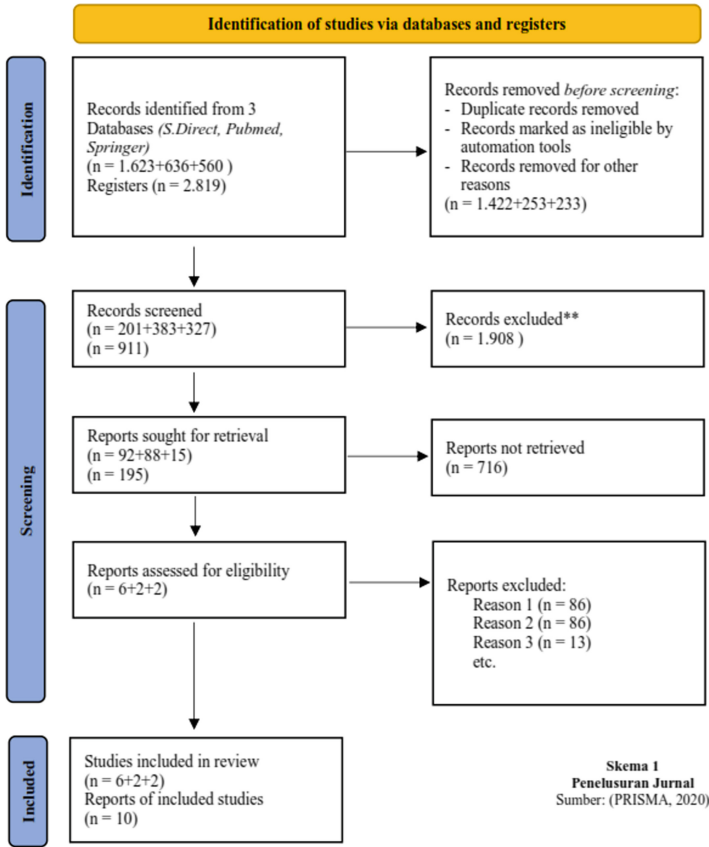 Identification of studies via databases and registers
Identification
Records identified from 3
Databases (S.Direct, Pubmed,
Springer)
(n = 1.623+636+560 )
Registers (n = 2.819)
Records removed before screening:
- Duplicate records removed
- Records marked as ineligible by
automation tools
- Records removed for other
reasons
(n = 1.422+253+233)
Screening
Records screened
(n = 201+383+327)
(n = 911)
Records excluded**
(n = 1.908 )
Reports sought for retrieval
(n = 92+88+15)
(n = 195)
Reports not retrieved
(n = 716)
Reports assessed for eligibility
(n = 6+2+2)
Reports excluded:
Reason 1 (n = 86)
Reason 2 (n = 86)
Reason 3 (n = 13)
etc.
Included
Studies included in review
(n = 6+2+2)
Reports of included studies
(n = 10)
Skema 1
Penelusuran Jurnal
Sumber: (PRISMA, 2020)